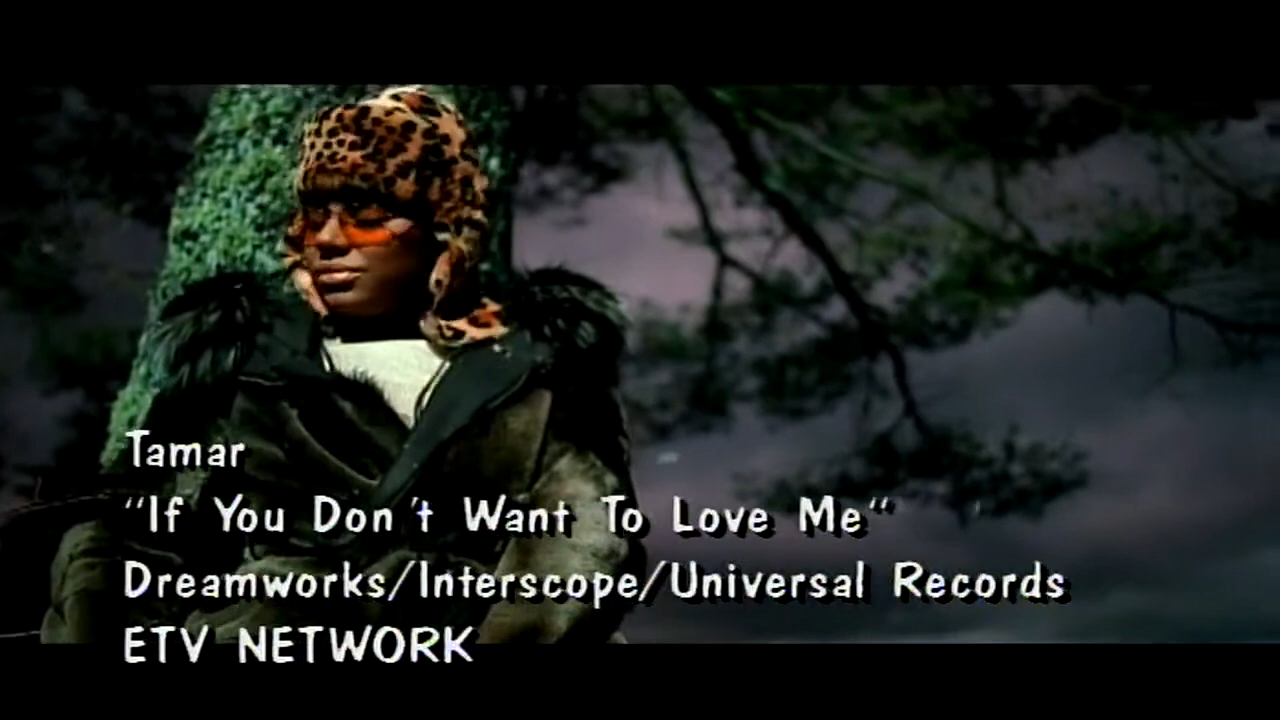 Tamar
“If You Don't Want To Love Me“
Dreamworks/Interscope/Universal Records
ETV NETWORK